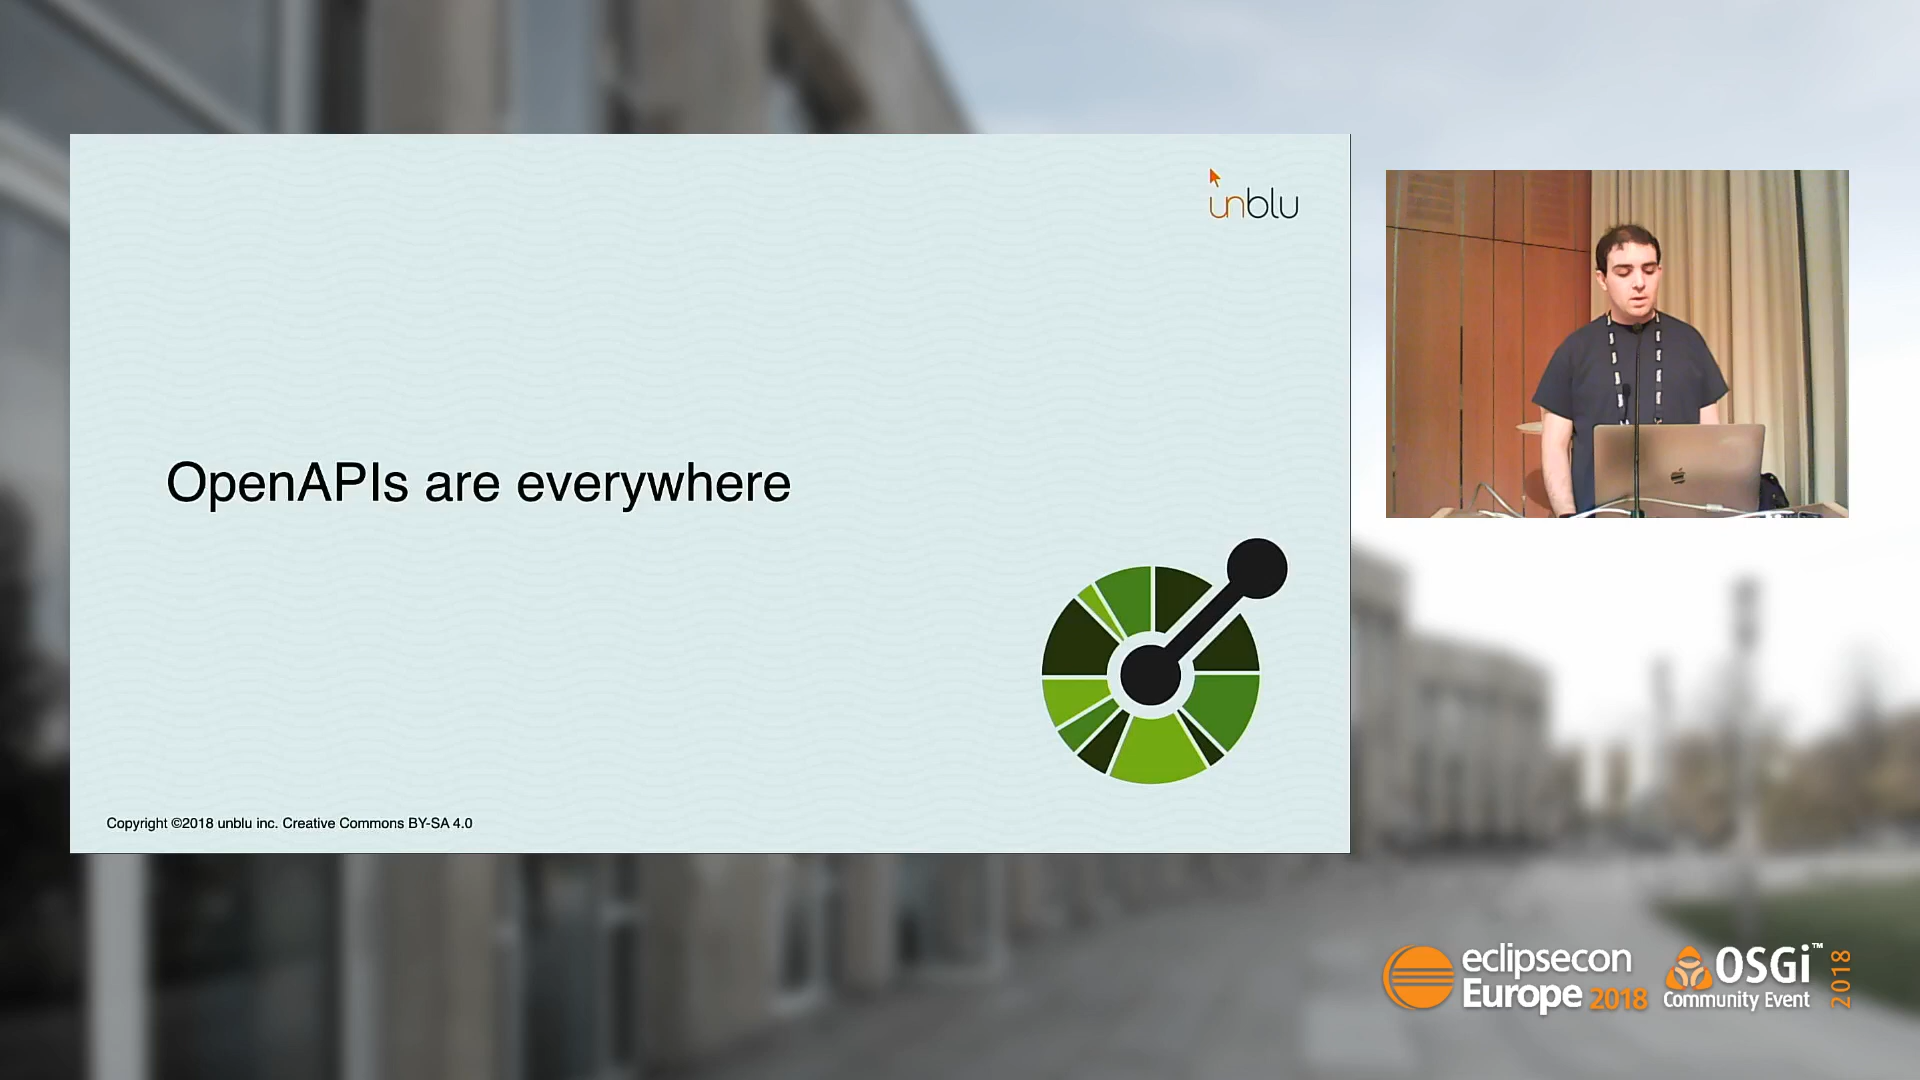 unblu
OpenAPIs are everywhere
Copyright ©2018 unblu inc. Creative Commons BY-SA 4.0
eclipsecon
Europe 2018
OSGi™
Community Event
2018